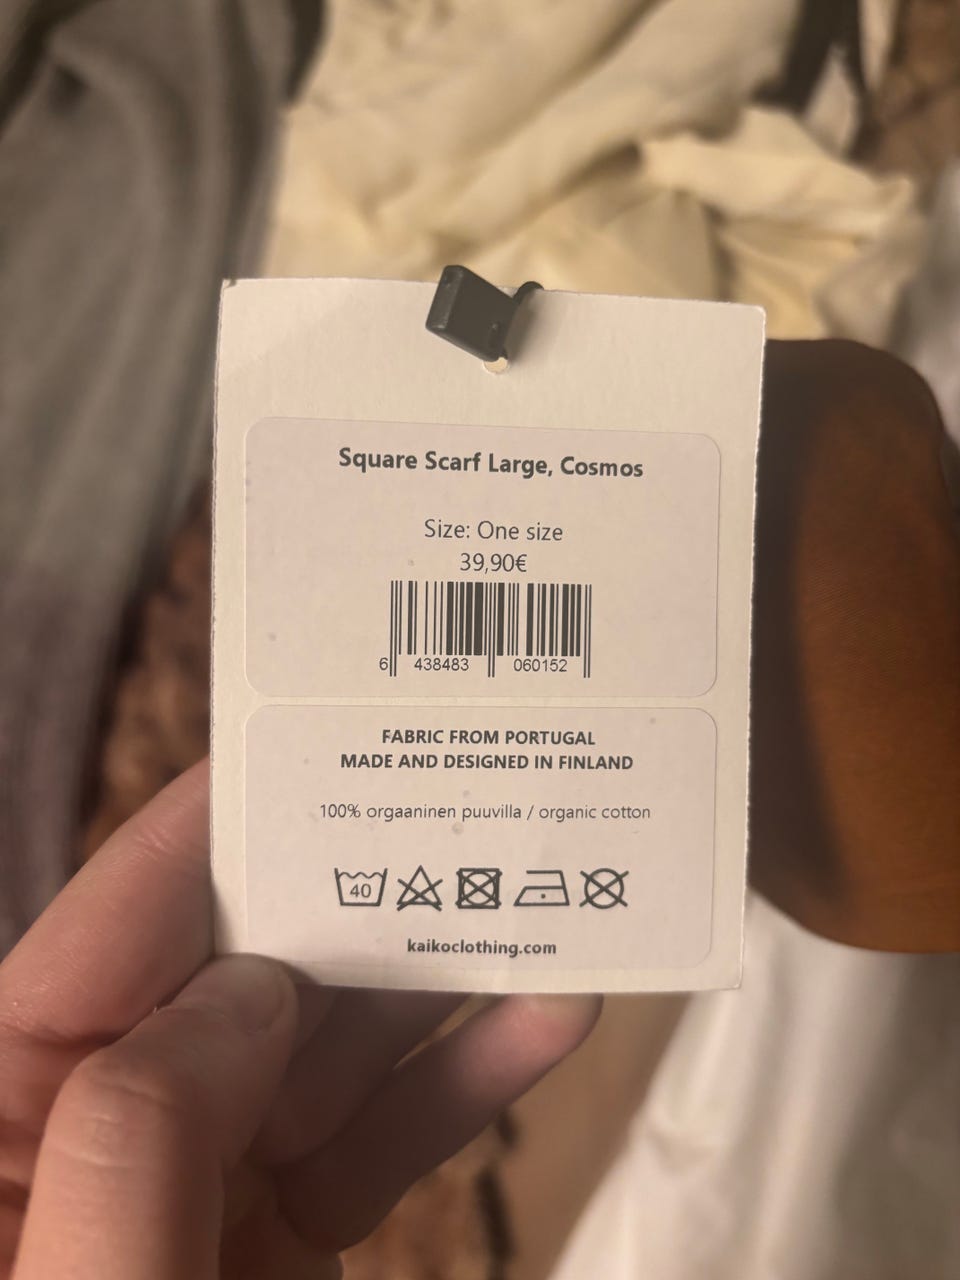 Square Scarf Large, Cosmos
Size: One size
39,90€
6 438483 060152
FABRIC FROM PORTUGAL
MADE AND DESIGNED IN FINLAND
100% orgaaninen puuvilla / organic cotton
40
kaikoclothing.com